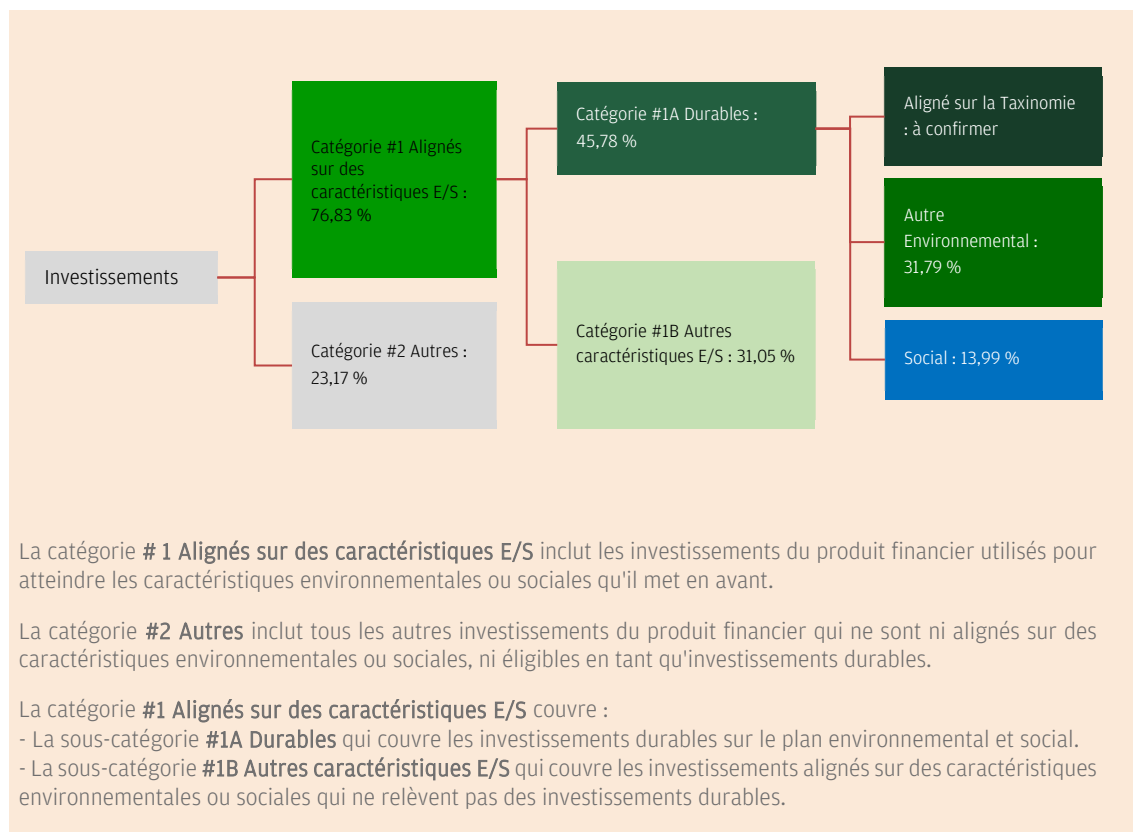 Investissements
Catégorie #1 Alignés
sur des
caractéristiques E/S :
76,83 %
Catégorie #2 Autres :
23,17 %
Catégorie #1A Durables :
45,78 %
Catégorie #1B Autres
caractéristiques E/S : 31,05 %
Aligné sur la Taxinomie
: à confirmer
Autre
Environnemental :
31,79 %
Social : 13,99 %
La catégorie # 1 Alignés sur des caractéristiques E/S inclut les investissements du produit financier utilisés pour
atteindre les caractéristiques environnementales ou sociales qu'il met en avant.
La catégorie #2 Autres inclut tous les autres investissements du produit financier qui ne sont ni alignés sur des
caractéristiques environnementales ou sociales, ni éligibles en tant qu'investissements durables.
La catégorie #1 Alignés sur des caractéristiques E/S couvre :
- La sous-catégorie #1A Durables qui couvre les investissements durables sur le plan environnemental et social.
- La sous-catégorie #1B Autres caractéristiques E/S qui couvre les investissements alignés sur des caractéristiques
environnementales ou sociales qui ne relèvent pas des investissements durables.